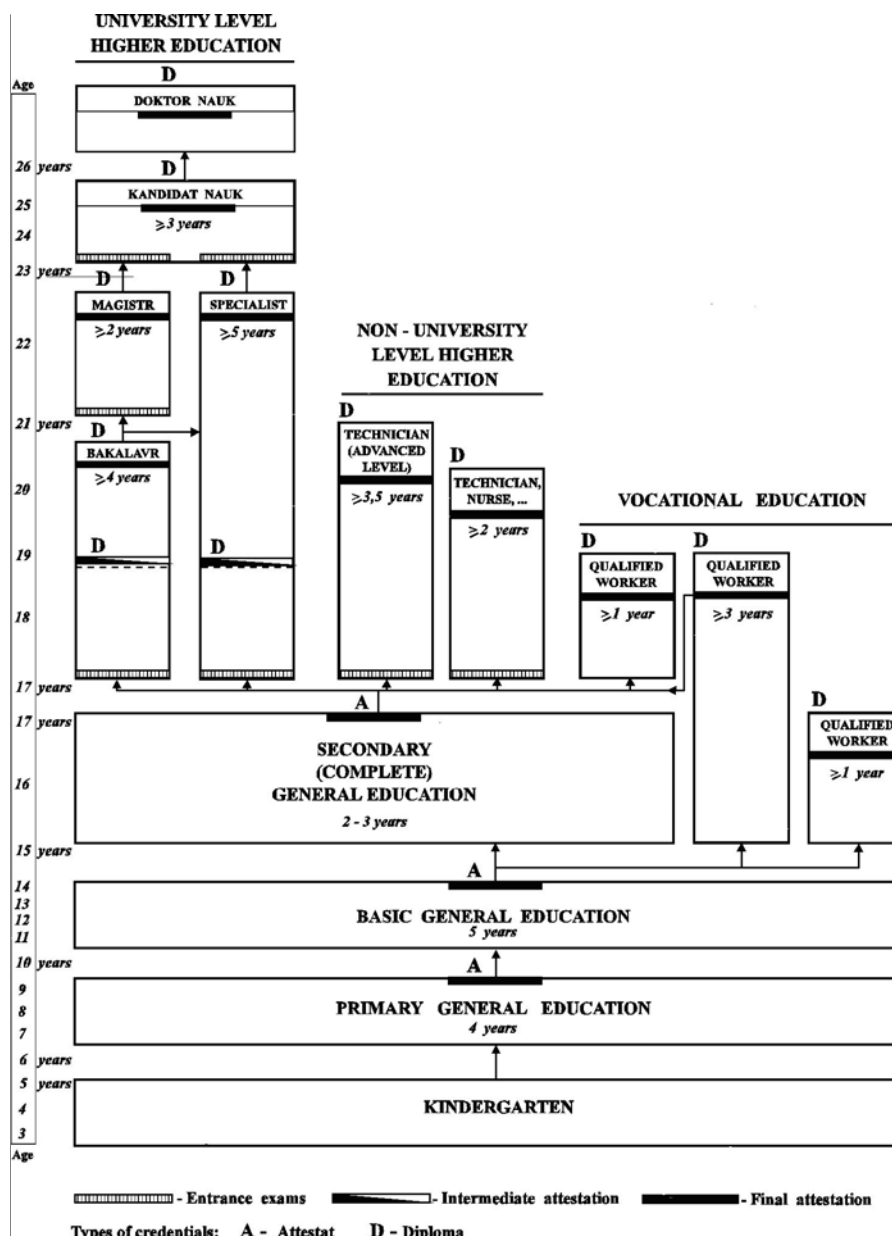 UNIVERSITY LEVEL
HIGHER EDUCATION
D
Age
DOKTOR NAUK
26 years
D
KANDIDAT NAUK
25
⩾3 years
24
23 years
D
D
MAGISTR
SPECIALIST
⩾2 years
⩾5 years
22
NON - UNIVERSITY
LEVEL HIGHER
EDUCATION
21 years
D
D
BAKALAVR
TECHNICIAN
(ADVANCED
LEVEL)
D
⩾4 years
20
⩾3,5 years
TECHNICIAN,
NURSE, ...
⩾2 years
VOCATIONAL EDUCATION
19
D
D
D
D
QUALIFIED
WORKER
QUALIFIED
WORKER
⩾1 year
⩾3 years
18
17 years
A
17 years
D
SECONDARY
(COMPLETE)
GENERAL EDUCATION
2 - 3 years
QUALIFIED
WORKER
⩾1 year
16
15 years
A
14
13
12
11
BASIC GENERAL EDUCATION
5 years
10 years
A
9
8
7
PRIMARY GENERAL EDUCATION
4 years
6 years
5 years
4
3
KINDERGARTEN
Age
- Entrance exams - Intermediate attestation - Final attestation
Types of credentials: A - Attestat D - Diploma